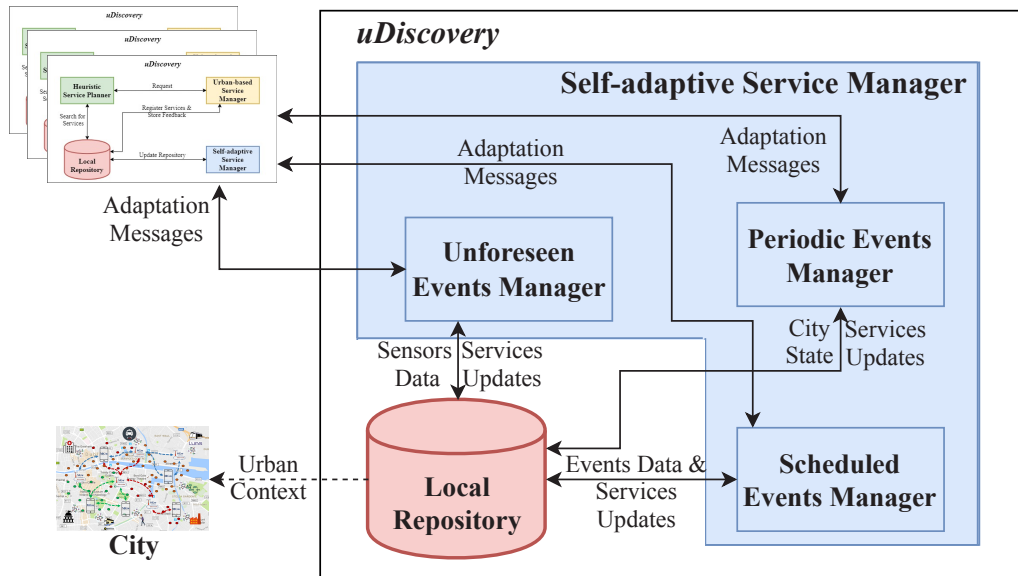 uDiscovery
uDiscovery
uDiscovery
Heuristic
Service Planner
Request
Urban-based
Service
Manager
Search for
Services
Register Services &
Store Feedback
Local
Repository
Update Repository
Self-adaptive
Service
Manager
uDiscovery
Self-adaptive Service Manager
Adaptation
Messages
Adaptation
Messages
Adaptation
Messages
Unforeseen
Events Manager
Periodic Events
Manager
Sensors
Data
Services
Updates
City
State
Services
Updates
Urban
Context
City
Local
Repository
Events Data &
Services
Updates
Scheduled
Events Manager